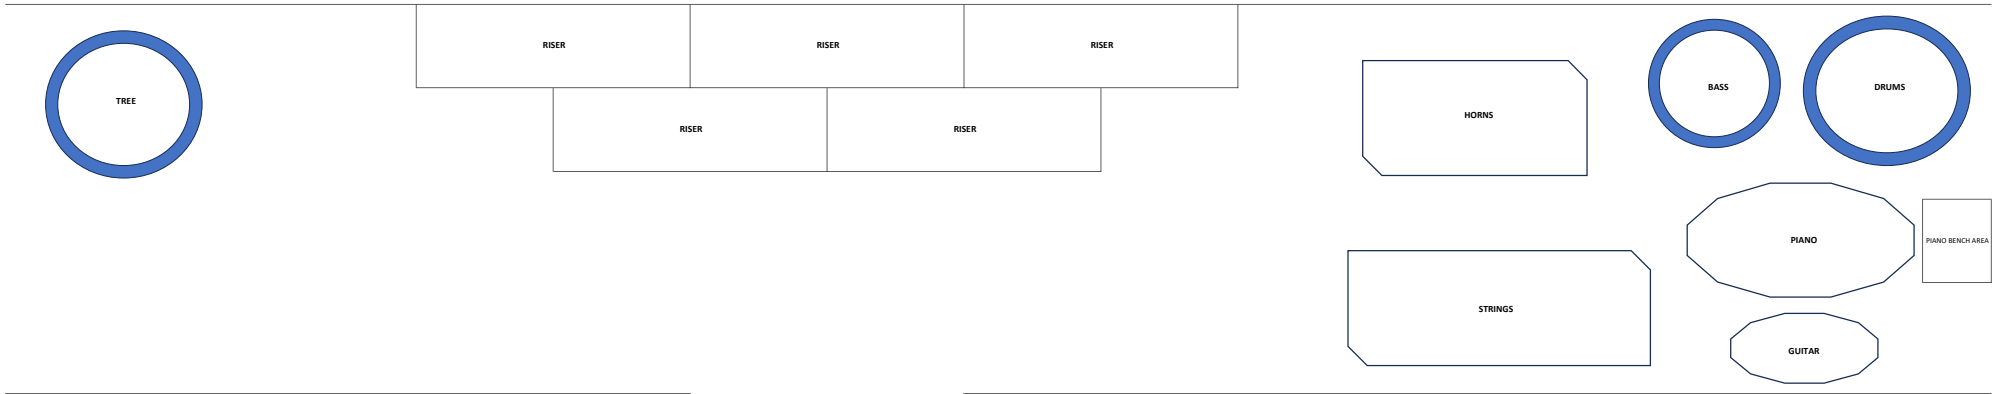 TREE
RISER
RISER
RISER
RISER
RISER
HORNS
BASS
DRUMS
PIANO
PIANO BENCH AREA
STRINGS
GUITAR